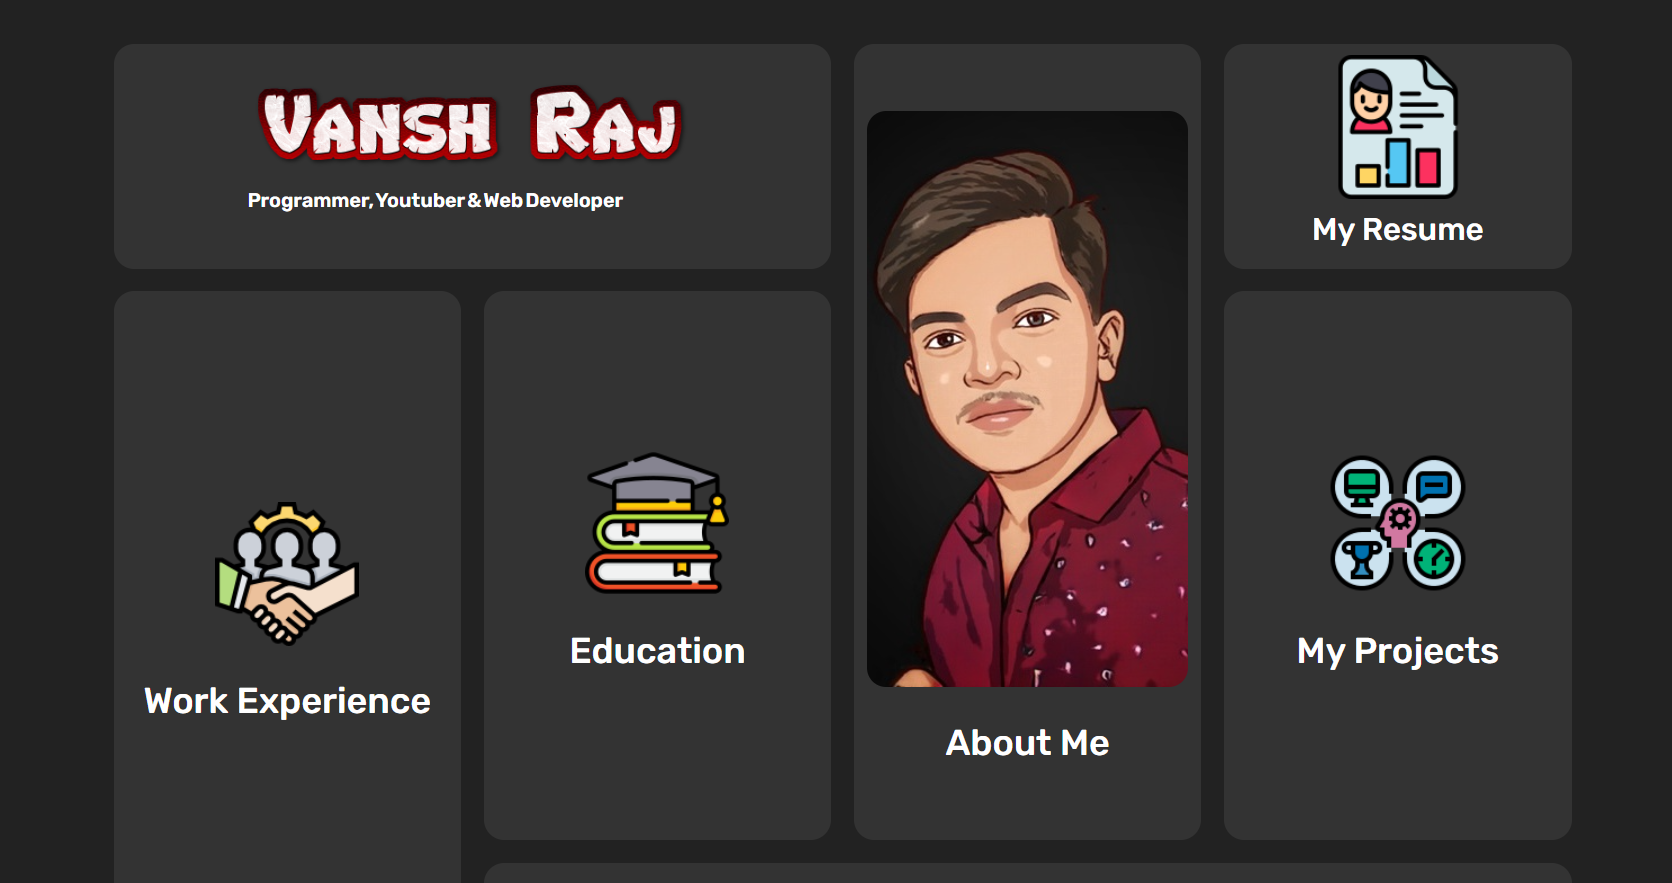 Vansh Raj
Programmer, Youtuber & Web Developer
My Resume
Work Experience
Education
About Me
My Projects